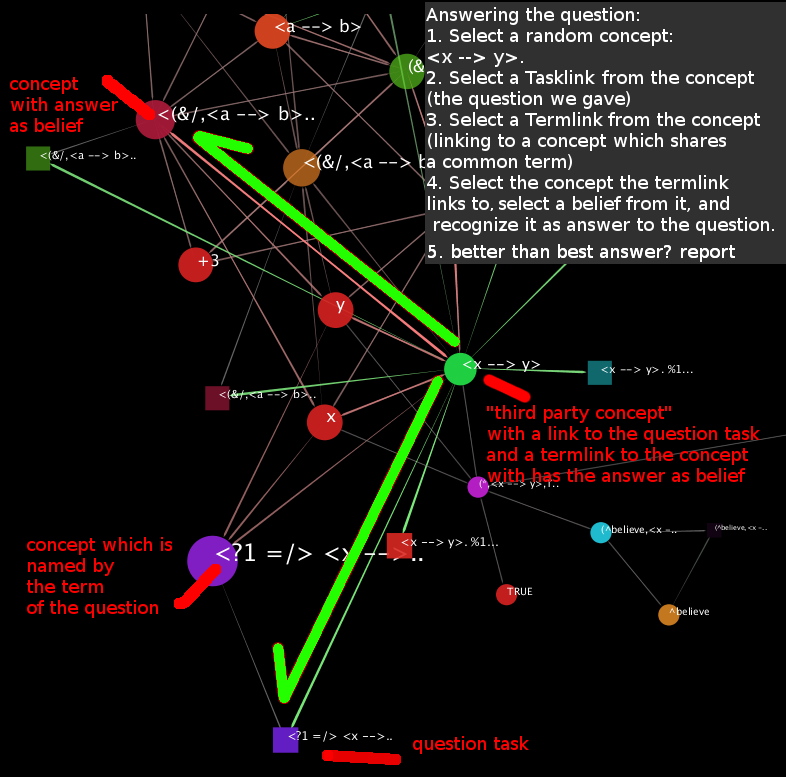 Answering the question:
1. Select a random concept:
<x --> y>.
2. Select a Tasklink from the concept
(the question we gave)
3. Select a Termlink from the concept
(linking to a concept which shares
a common term)
4. Select the concept the termlink
links to, select a belief from it, and
recognize it as answer to the question.
5. better than best answer? report
<a --> b>
(&
concept
with answer
as belief
<(&/,<a --> b>..
<(&/,<a --> b>..
<(&/,<a --> b
+3
y
<x --> y>
<x --> y>. %1...
<(&/,<a --> b>..
x
"third party concept"
with a link to the question task
and a termlink to the concept
with has the answer as belief
(*,<x --> y>,T..
(^believe,<x -..
(^believe,<x -..
<x --> y>. %1...
concept which is
named by
the term
of the question
<?1 =/> <x -->..
TRUE
^believe
<?1 =/> <x -->..
question task